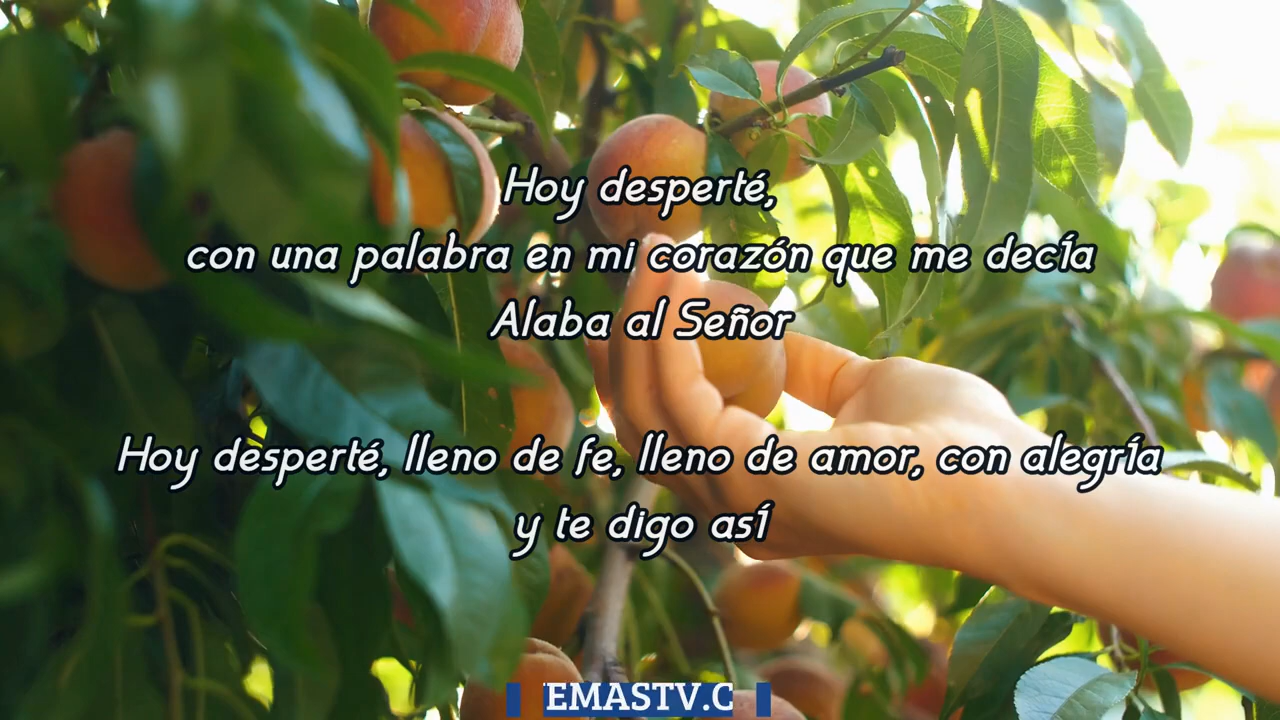 Hoy desperté,
con una palabra en mi corazón que me decía
Alaba al Señor
Hoy desperté, lleno de fe, lleno de amor, con alegría
y te digo así
EMASTV.C